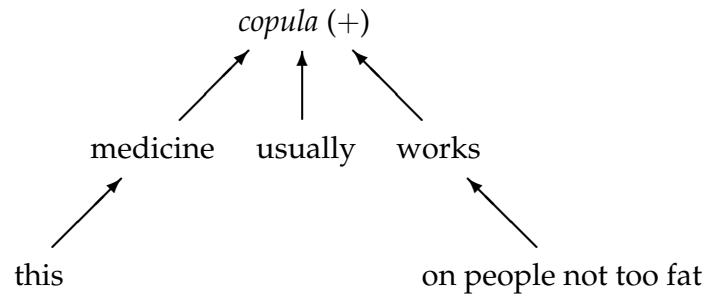 copula (+)
medicine usually works
this on people not too fat